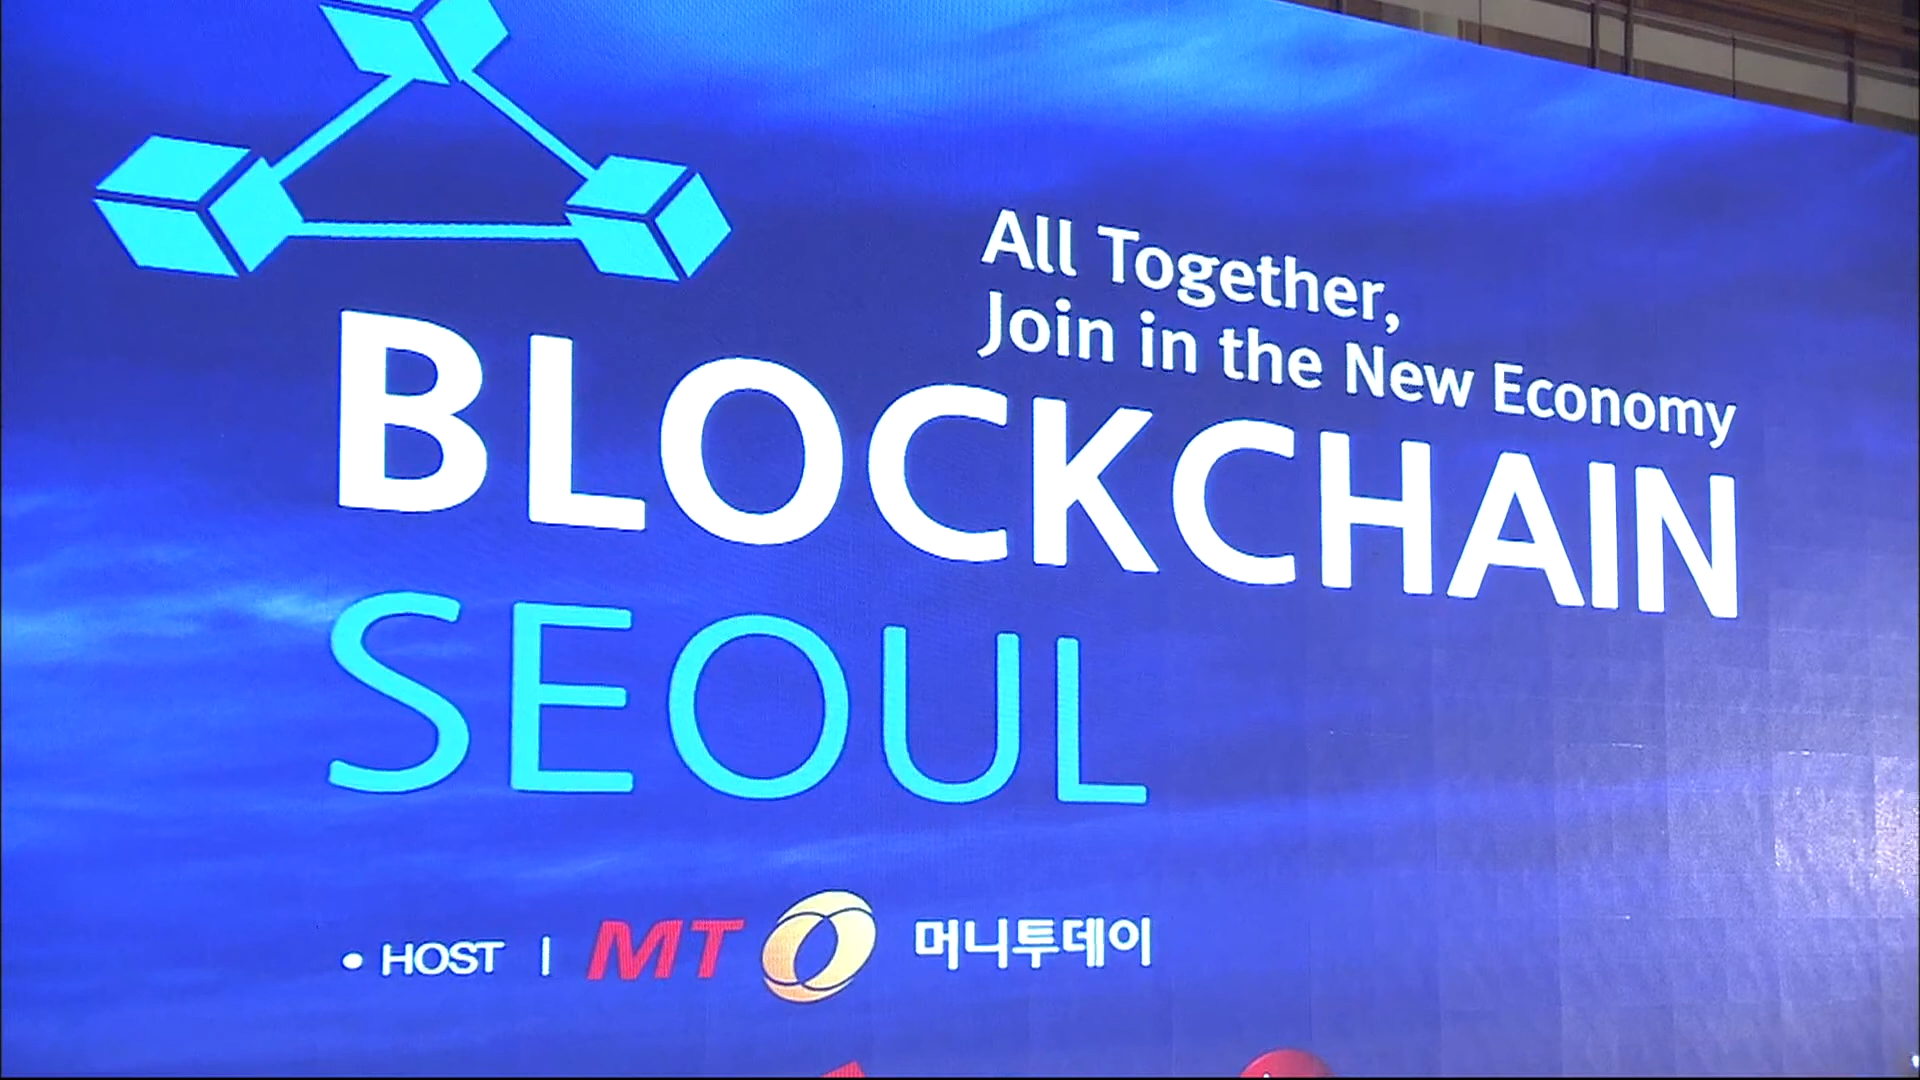 All Together,
Join in the New Economy
BLOCKCHAIN
SEOUL
• HOST | MT 머니투데이